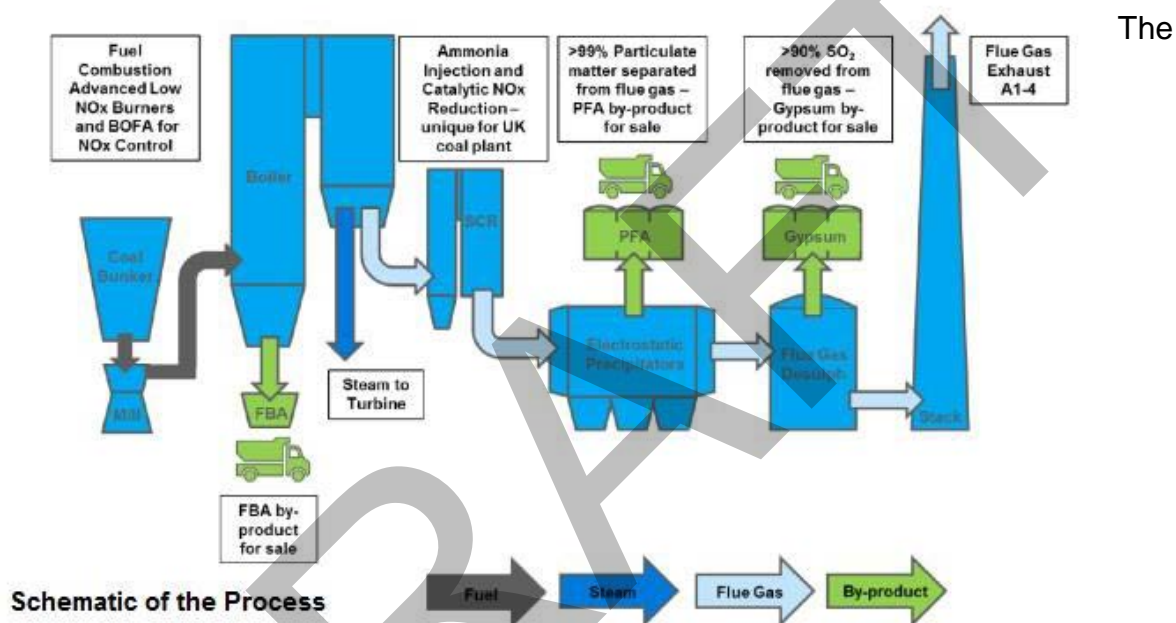 The
Fuel
Combustion
Advanced Low
NOx Burners
and BOFA for
NOx Control
Ammonia
Injection and
Catalytic NOx
Reduction –
unique for UK
coal plant
>99% Particulate
matter separated
from flue gas –
PFA by-product
for sale
>90% SO₂
removed from
flue gas –
Gypsum by-
product for sale
Flue Gas
Exhaust
A1-4
Boiler
SCR
PFA
Gypsum
Coal
Bunker
Electrostatic
Precipitators
Flue Gas
Desulph
Steam to
Turbine
Mill
FBA
Stack
FBA by-
product
for sale
Schematic of the Process
Fuel
Steam
Flue Gas
By-product
DRAFT